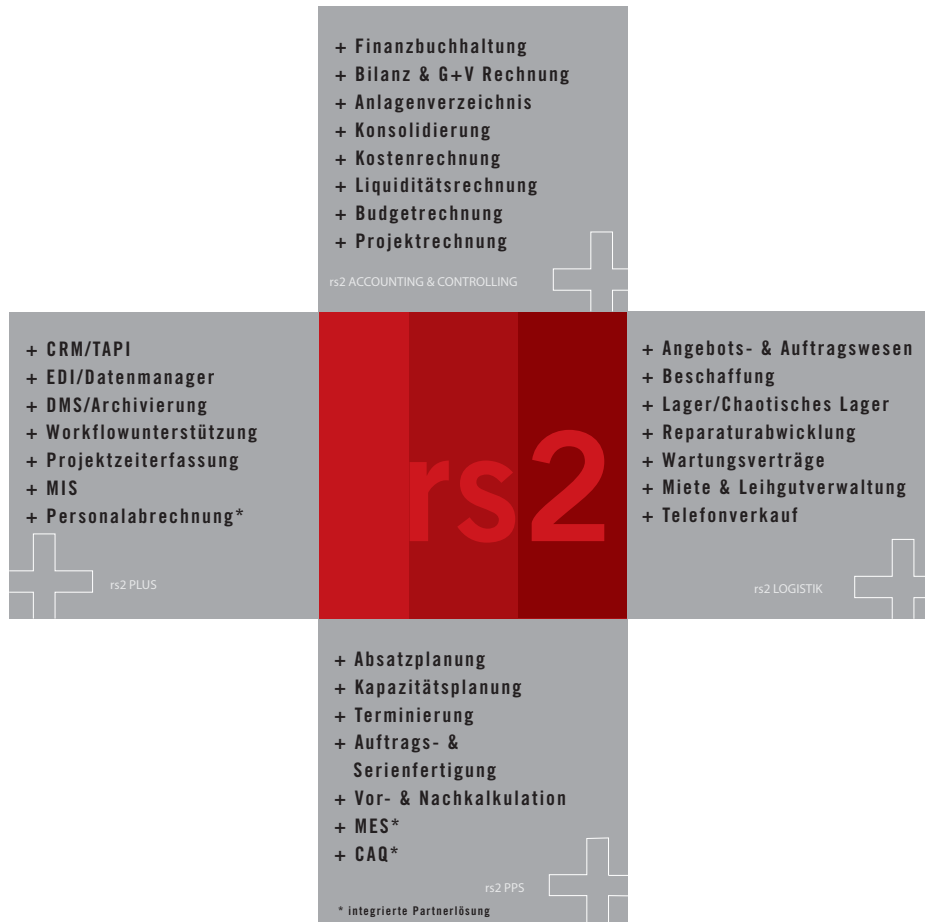 + Finanzbuchhaltung
+ Bilanz & G+V Rechnung
+ Anlagenverzeichnis
+ Konsolidierung
+ Kostenrechnung
+ Liquiditätsrechnung
+ Budgetrechnung
+ Projektrechnung
rs2 ACCOUNTING & CONTROLLING
+ CRM/TAPI
+ EDI/Datenmanager
+ DMS/Archivierung
+ Workflowunterstützung
+ Projektzeiterfassung
+ MIS
+ Personalabrechnung*
rs2 PLUS
rs2
+ Angebots- & Auftragswesen
+ Beschaffung
+ Lager/Chaotisches Lager
+ Reparaturabwicklung
+ Wartungsverträge
+ Miete & Leihgutverwaltung
+ Telefonverkauf
rs2 LOGISTIK
+ Absatzplanung
+ Kapazitätsplanung
+ Terminierung
+ Auftrags- &
Serienfertigung
+ Vor- & Nachkalkulation
+ MES*
+ CAQ*
rs2 PPS
* integrierte Partnerlösung